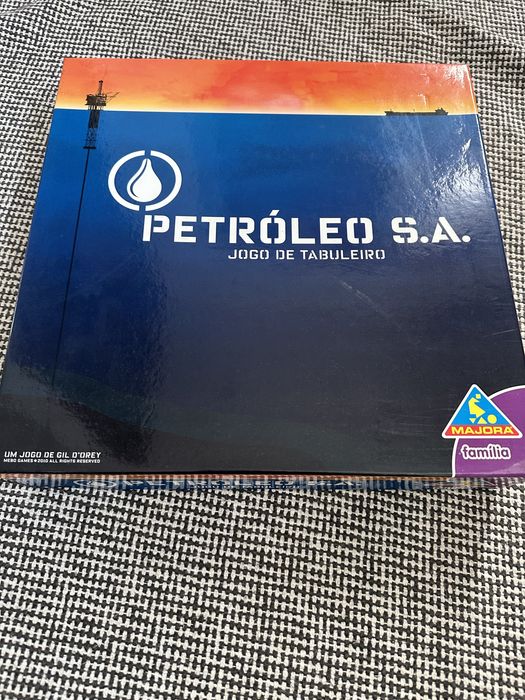 PETRÓLEO S.A.
JOGO DE TABULEIRO
UM JOGO DE GIL D'OREY
MEBO GAMES © 2010 ALL RIGHTS RESERVED
MAJORA
família